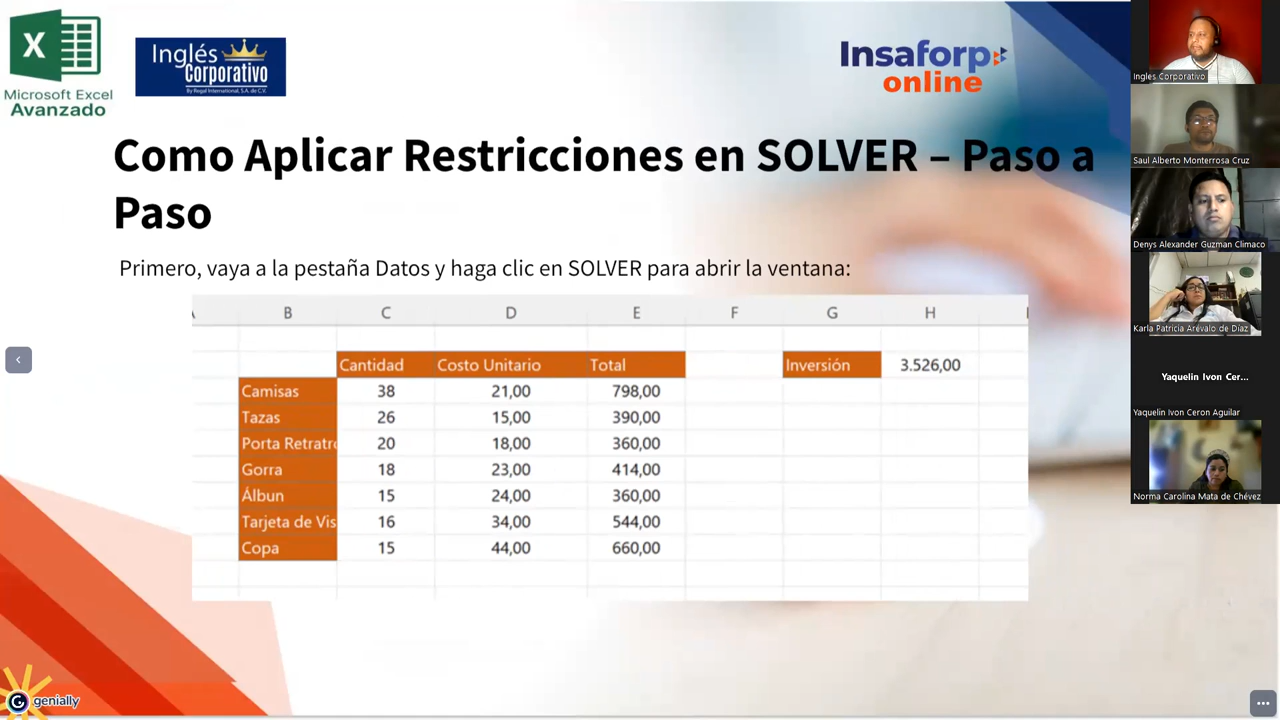 Microsoft Excel
Avanzado
Inglés
Corporativo
By Regal International, S.A. de C.V.
Insaforp
online
Como Aplicar Restricciones en SOLVER – Paso a
Paso
Primero, vaya a la pestaña Datos y haga clic en SOLVER para abrir la ventana:
B C D E F G H
Cantidad Costo Unitario Total Inversión 3.526,00
Camisas 38 21,00 798,00
Tazas 26 15,00 390,00
Porta Retratr 20 18,00 360,00
Gorra 18 23,00 414,00
Álbun 15 24,00 360,00
Tarjeta de Vis 16 34,00 544,00
Copa 15 44,00 660,00
genially
Ingles Corporativo
Saul Alberto Monterrosa Cruz
Denys Alexander Guzman Climaco
Karla Patricia Arévalo de Díaz
Yaquelin Ivon Cer...
Yaquelin Ivon Ceron Aguilar
Norma Carolina Mata de Chévez